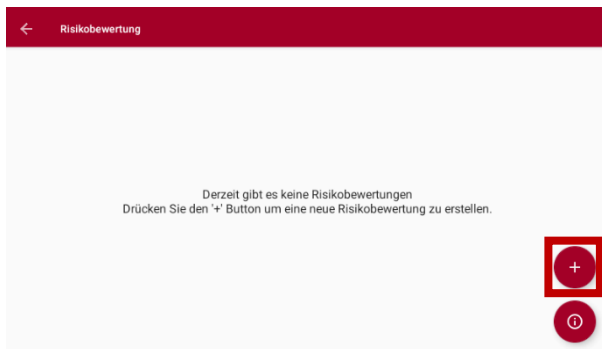 Risikobewertung
Derzeit gibt es keine Risikobewertungen
Drücken Sie den '+' Button um eine neue Risikobewertung zu erstellen.
+